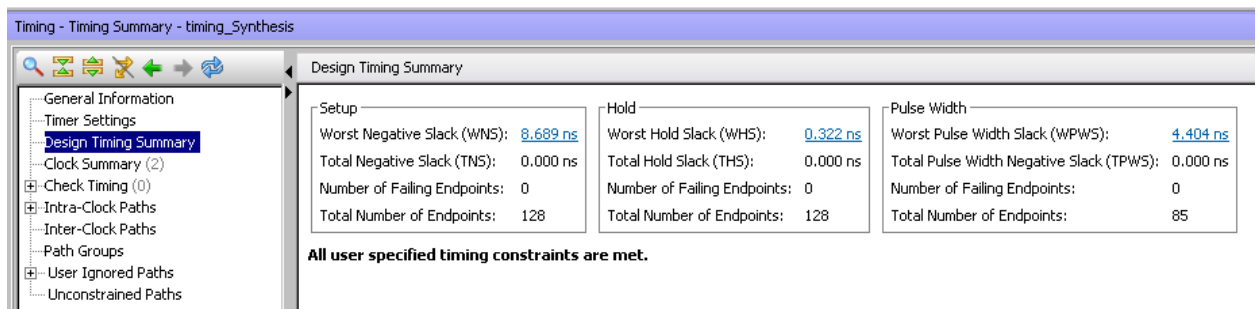 Timing - Timing Summary - timing_Synthesis
Design Timing Summary
General Information
Timer Settings
Design Timing Summary
Clock Summary (2)
Check Timing (0)
Intra-Clock Paths
Inter-Clock Paths
Path Groups
User Ignored Paths
Unconstrained Paths
Setup
Worst Negative Slack (WNS): 8.689 ns
Total Negative Slack (TNS): 0.000 ns
Number of Failing Endpoints: 0
Total Number of Endpoints: 128
Hold
Worst Hold Slack (WHS): 0.322 ns
Total Hold Slack (THS): 0.000 ns
Number of Failing Endpoints: 0
Total Number of Endpoints: 128
Pulse Width
Worst Pulse Width Slack (WPWS): 4.404 ns
Total Pulse Width Negative Slack (TPWS): 0.000 ns
Number of Failing Endpoints: 0
Total Number of Endpoints: 85
All user specified timing constraints are met.